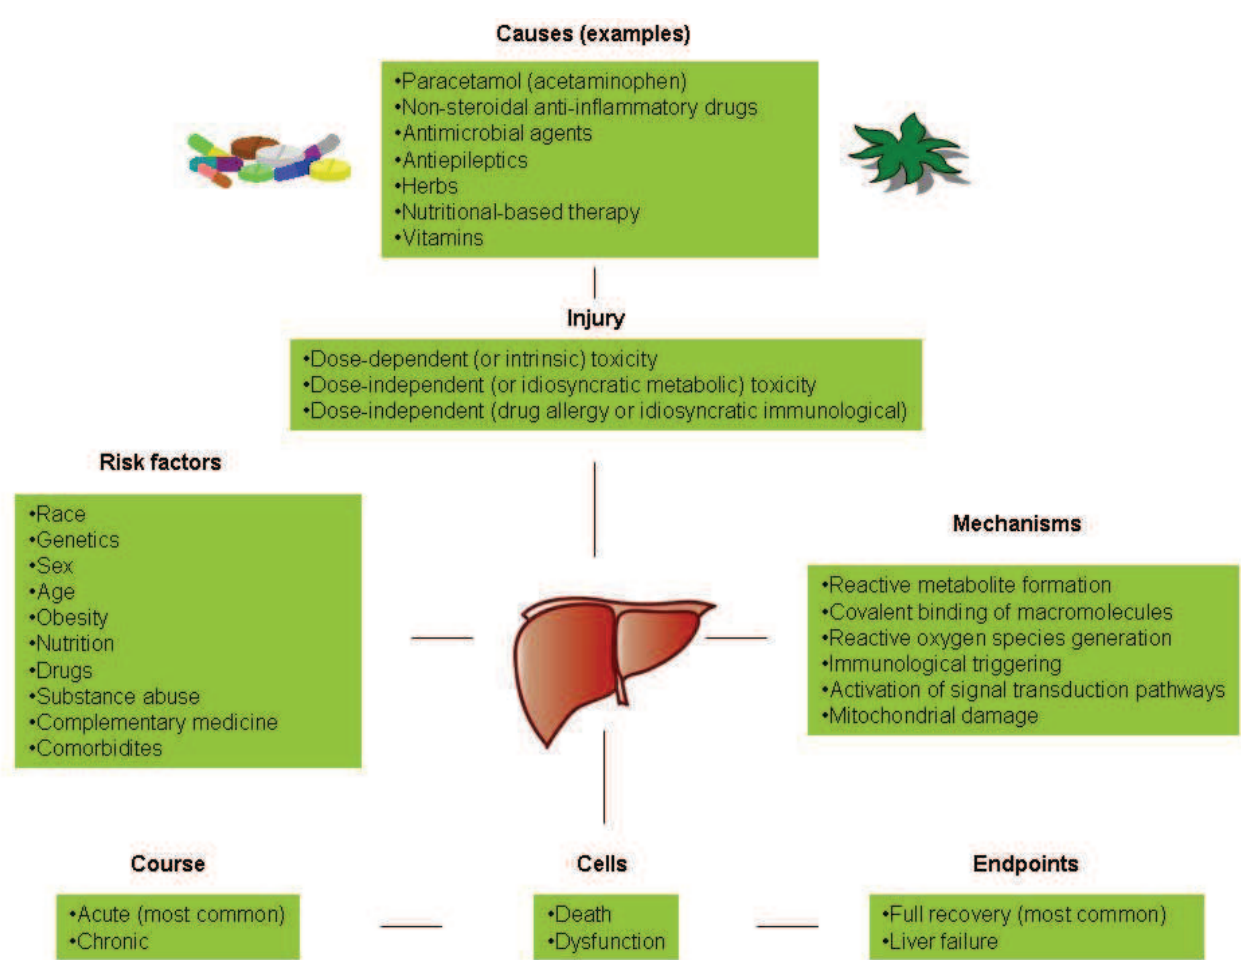 Causes (examples)
•Paracetamol (acetaminophen)
•Non-steroidal anti-inflammatory drugs
•Antimicrobial agents
•Antiepileptics
•Herbs
•Nutritional-based therapy
•Vitamins
Injury
•Dose-dependent (or intrinsic) toxicity
•Dose-independent (or idiosyncratic metabolic) toxicity
•Dose-independent (drug allergy or idiosyncratic immunological)
Risk factors
•Race
•Genetics
•Sex
•Age
•Obesity
•Nutrition
•Drugs
•Substance abuse
•Complementary medicine
•Comorbidites
Mechanisms
•Reactive metabolite formation
•Covalent binding of macromolecules
•Reactive oxygen species generation
•Immunological triggering
•Activation of signal transduction pathways
•Mitochondrial damage
Course
•Acute (most common)
•Chronic
Cells
•Death
•Dysfunction
Endpoints
•Full recovery (most common)
•Liver failure